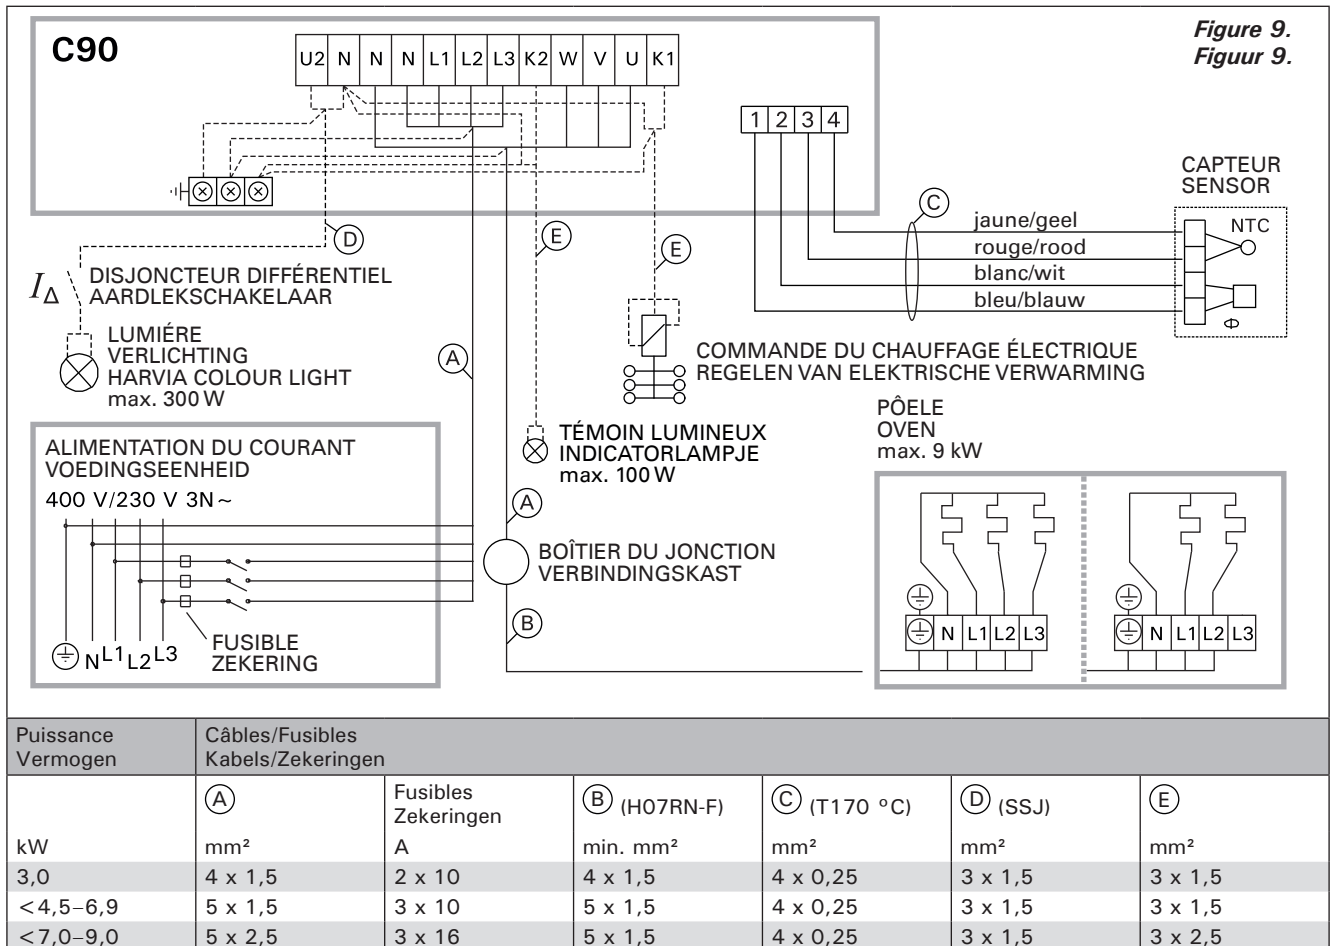 C90
Figure 9.
Figuur 9.
U2 N N N L1 L2 L3 K2 W V U K1
1 2 3 4
CAPTEUR
SENSOR
NTC
C
jaune/geel
rouge/rood
blanc/wit
bleu/blauw
D
E
E
I∆
DISJONCTEUR DIFFÉRENTIEL
AARDLEKSCHAKELAAR
LUMIÉRE
VERLICHTING
HARVIA COLOUR LIGHT
max. 300 W
A
COMMANDE DU CHAUFFAGE ÉLECTRIQUE
REGELEN VAN ELEKTRISCHE VERWARMING
PÔELE
OVEN
max. 9 kW
TÉMOIN LUMINEUX
INDICATORLAMPJE
max. 100 W
ALIMENTATION DU COURANT
VOEDINGSEENHEID
400 V/230 V 3N ~
A
BOÎTIER DU JONCTION
VERBINDINGSKAST
B
N L1 L2 L3
FUSIBLE
ZEKERING
N L1 L2 L3
N L1 L2 L3
Puissance
Vermogen
Câbles/Fusibles
Kabels/Zekeringen
A
Fusibles
Zekeringen
B (H07RN-F)
C (T170 °C)
D (SSJ)
E
kW mm² A min. mm² mm² mm² mm²
3,0 4 x 1,5 2 x 10 4 x 1,5 4 x 0,25 3 x 1,5 3 x 1,5
<4,5–6,9 5 x 1,5 3 x 10 5 x 1,5 4 x 0,25 3 x 1,5 3 x 1,5
<7,0–9,0 5 x 2,5 3 x 16 5 x 1,5 4 x 0,25 3 x 1,5 3 x 2,5